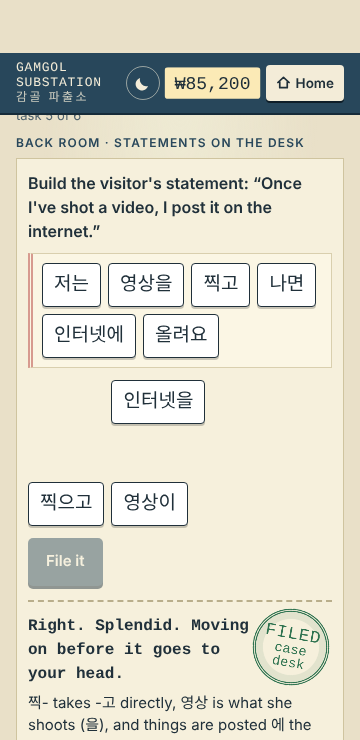 GAMGOL
SUBSTATION
감골 파출소
₩85,200
Home
task 5 of 6
BACK ROOM · STATEMENTS ON THE DESK
Build the visitor's statement: “Once
I've shot a video, I post it on the
internet.”
저는 영상을 찍고 나면
인터넷에 올려요
인터넷을
찍으고 영상이
File it
Right. Splendid. Moving
on before it goes to
your head.
FILED
case
desk
찍- takes -고 directly, 영상 is what she
shoots (을), and things are posted 에 the